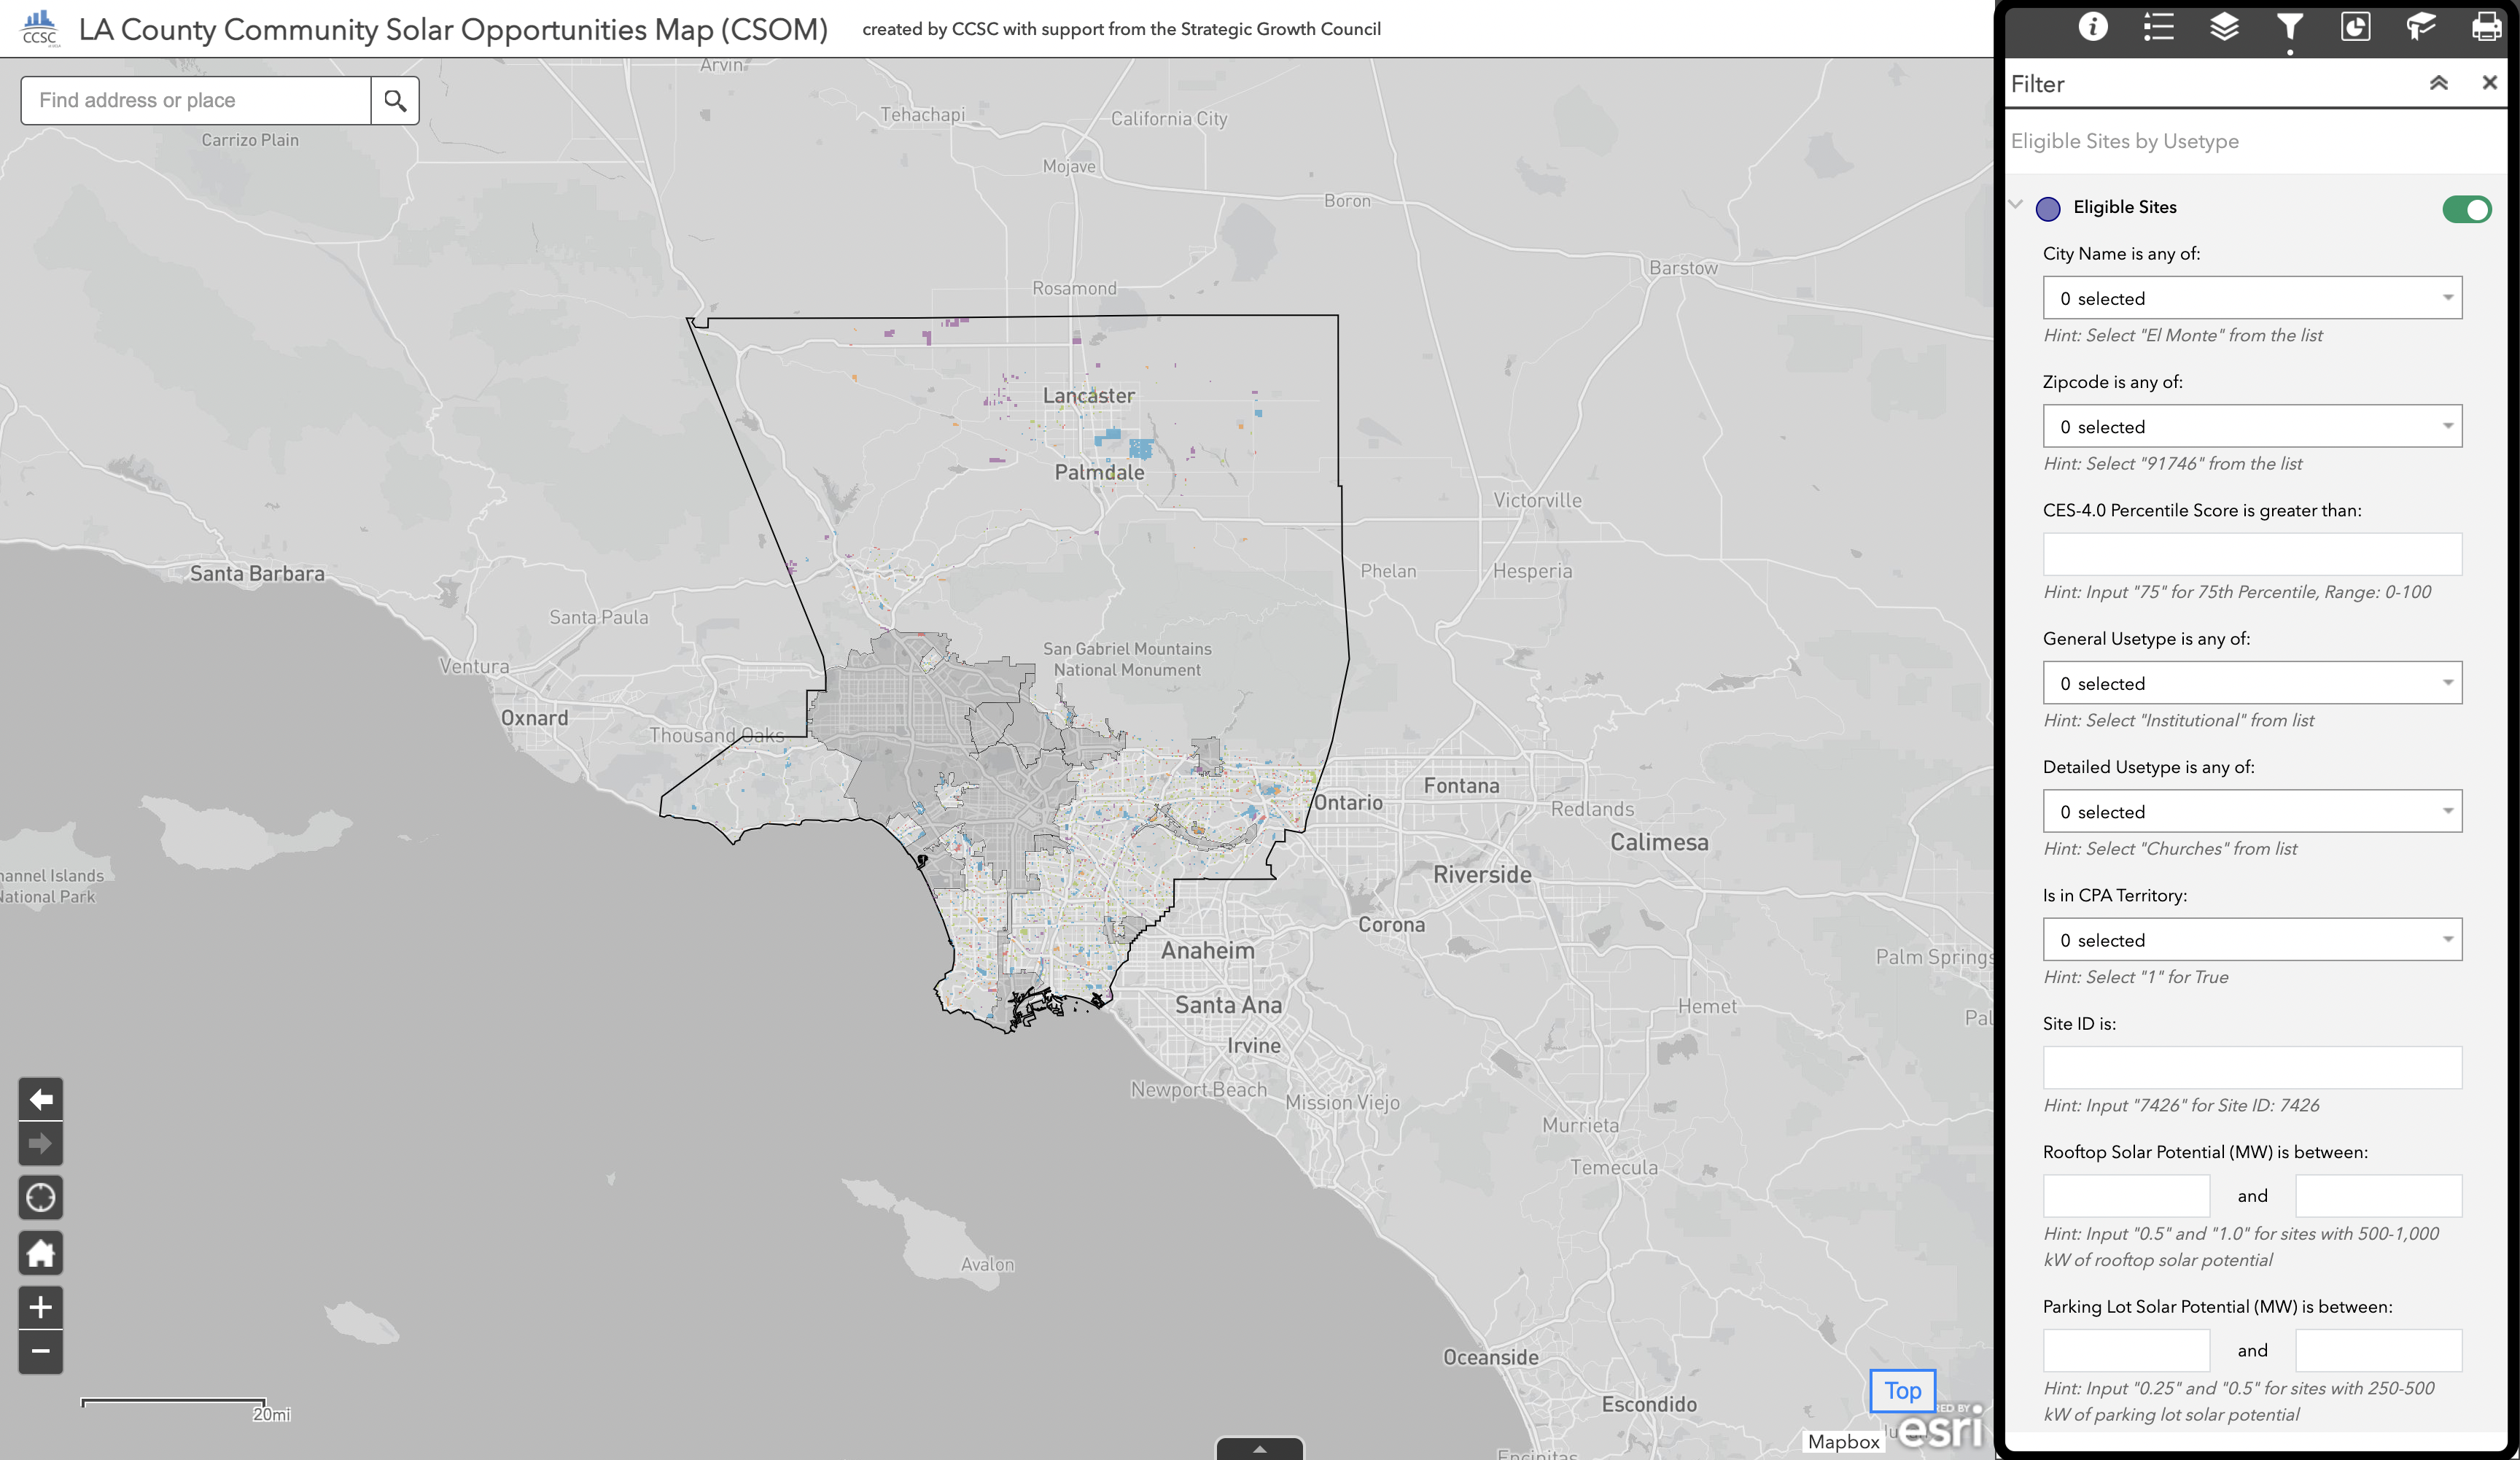 CCSC
LA County Community Solar Opportunities Map (CSOM)
created by CCSC with support from the Strategic Growth Council
Find address or place
Filter
Eligible Sites by Usetype
Eligible Sites
City Name is any of:
0 selected
Hint: Select "El Monte" from the list
Zipcode is any of:
0 selected
Hint: Select "91746" from the list
CES-4.0 Percentile Score is greater than:
Hint: Input "75" for 75th Percentile, Range: 0-100
General Usetype is any of:
0 selected
Hint: Select "Institutional" from list
Detailed Usetype is any of:
0 selected
Hint: Select "Churches" from list
Is in CPA Territory:
0 selected
Hint: Select "1" for True
Site ID is:
Hint: Input "7426" for Site ID: 7426
Rooftop Solar Potential (MW) is between:
and
Hint: Input "0.5" and "1.0" for sites with 500-1,000
kW of rooftop solar potential
Parking Lot Solar Potential (MW) is between:
and
Hint: Input "0.25" and "0.5" for sites with 250-500
kW of parking lot solar potential
Arvin
Tehachapi
California City
Carrizo Plain
Mojave
Boron
Barstow
Rosamond
Lancaster
Palmdale
Victorville
Santa Barbara
Phelan
Hesperia
Santa Paula
San Gabriel Mountains
National Monument
Ventura
Oxnard
Thousand Oaks
Fontana
Ontario
Redlands
Calimesa
hannel Islands
National Park
Riverside
Corona
Anaheim
Palm Springs
Santa Ana
Hemet
Pal
Irvine
Newport Beach
Mission Viejo
Murrieta
Temecula
Avalon
Oceanside
Top
Escondido
RED BY
esri
20mi
Mapbox
Encinitas